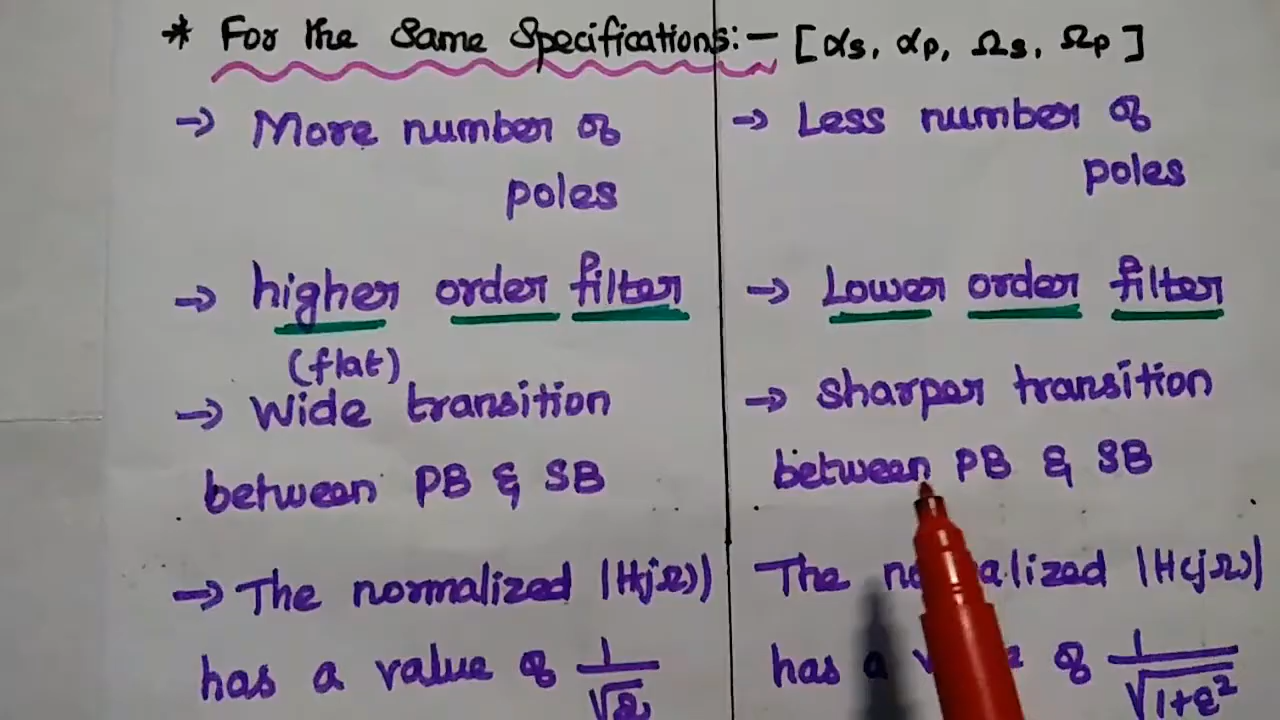 * For the Same Specifications:- [αs, αp, Ωs, Ωp]
→ More number of
poles
→ higher order filter
(flat)
→ Wide transition
between PB & SB
→ The normalized |H(jΩ)|
has a value of 1/√2
→ Less number of
poles
→ Lower order filter
→ Sharper transition
between PB & SB
The |H(jΩ)|
has a of 1/√1+ε²